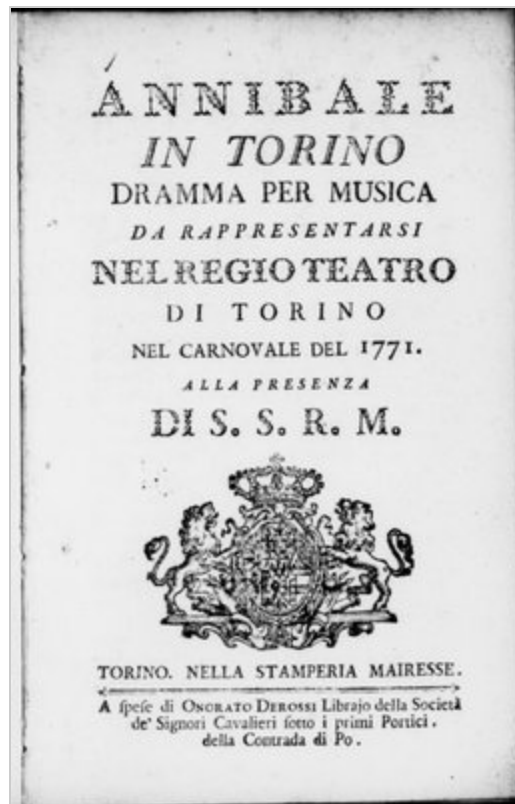 ANNIBALE
IN TORINO
DRAMMA PER MUSICA
DA RAPPRESENTARSI
NEL REGIO TEATRO
DI TORINO
NEL CARNOVALE DEL 1771.
ALLA PRESENZA
DI S. S. R. M.
TORINO. NELLA STAMPERIA MAIRESSE.
A ſpeſe di ONORATO DEROSSI Librajo della Società
de' Signori Cavalieri ſotto i primi Portici,
della Contrada di Po.